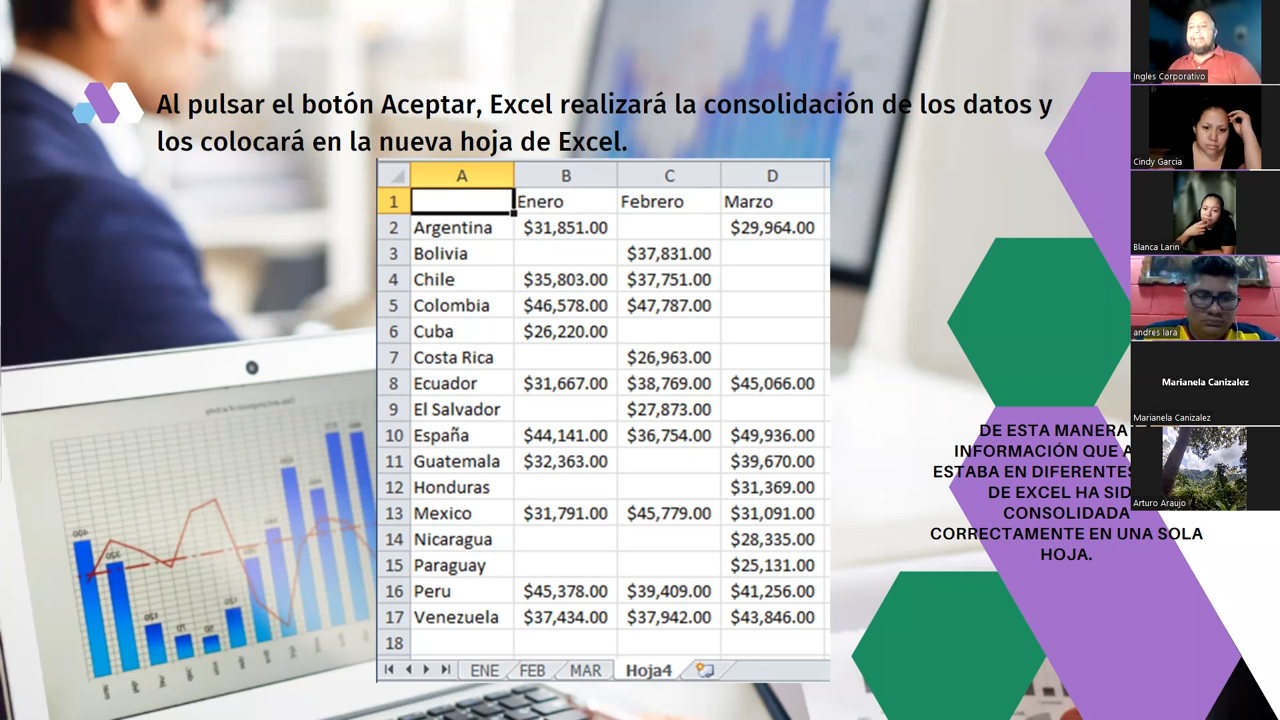 Al pulsar el botón Aceptar, Excel realizará la consolidación de los datos y
los colocará en la nueva hoja de Excel.
A B C D
1 Enero Febrero Marzo
2 Argentina $31,851.00 $29,964.00
3 Bolivia $37,831.00
4 Chile $35,803.00 $37,751.00
5 Colombia $46,578.00 $47,787.00
6 Cuba $26,220.00
7 Costa Rica $26,963.00
8 Ecuador $31,667.00 $38,769.00 $45,066.00
9 El Salvador $27,873.00
10 España $44,141.00 $36,754.00 $49,936.00
11 Guatemala $32,363.00 $39,670.00
12 Honduras $31,369.00
13 Mexico $31,791.00 $45,779.00 $31,091.00
14 Nicaragua $28,335.00
15 Paraguay $25,131.00
16 Peru $45,378.00 $39,409.00 $41,256.00
17 Venezuela $37,434.00 $37,942.00 $43,846.00
18
ENE FEB MAR Hoja4
DE ESTA MANERA
INFORMACIÓN QUE
ESTABA EN DIFERENTES
DE EXCEL HA
CONSOLIDADA
CORRECTAMENTE EN UNA SOLA
HOJA.
Ingles Corporativo
Cindy Garcia
Blanca Larin
andres lara
Marianela Canizalez
Marianela Canizalez
Arturo Araujo